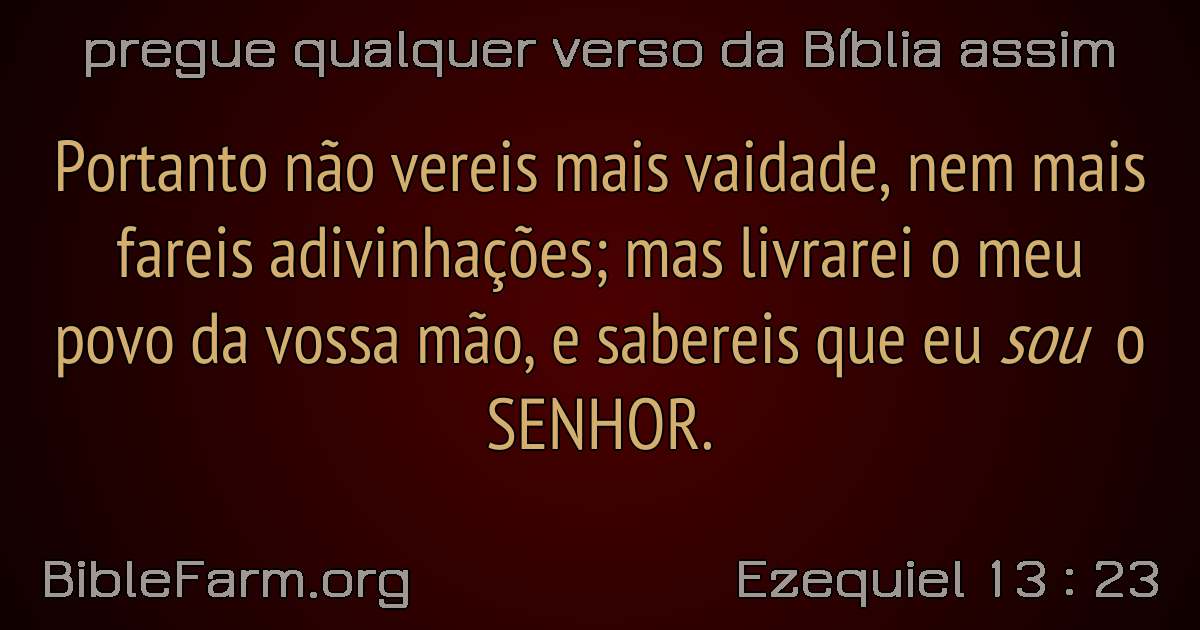 pregue qualquer verso da Bíblia assim
Portanto não vereis mais vaidade, nem mais
fareis adivinhações; mas livrarei o meu
povo da vossa mão, e sabereis que eu sou o
SENHOR.
BibleFarm.org
Ezequiel 13 : 23